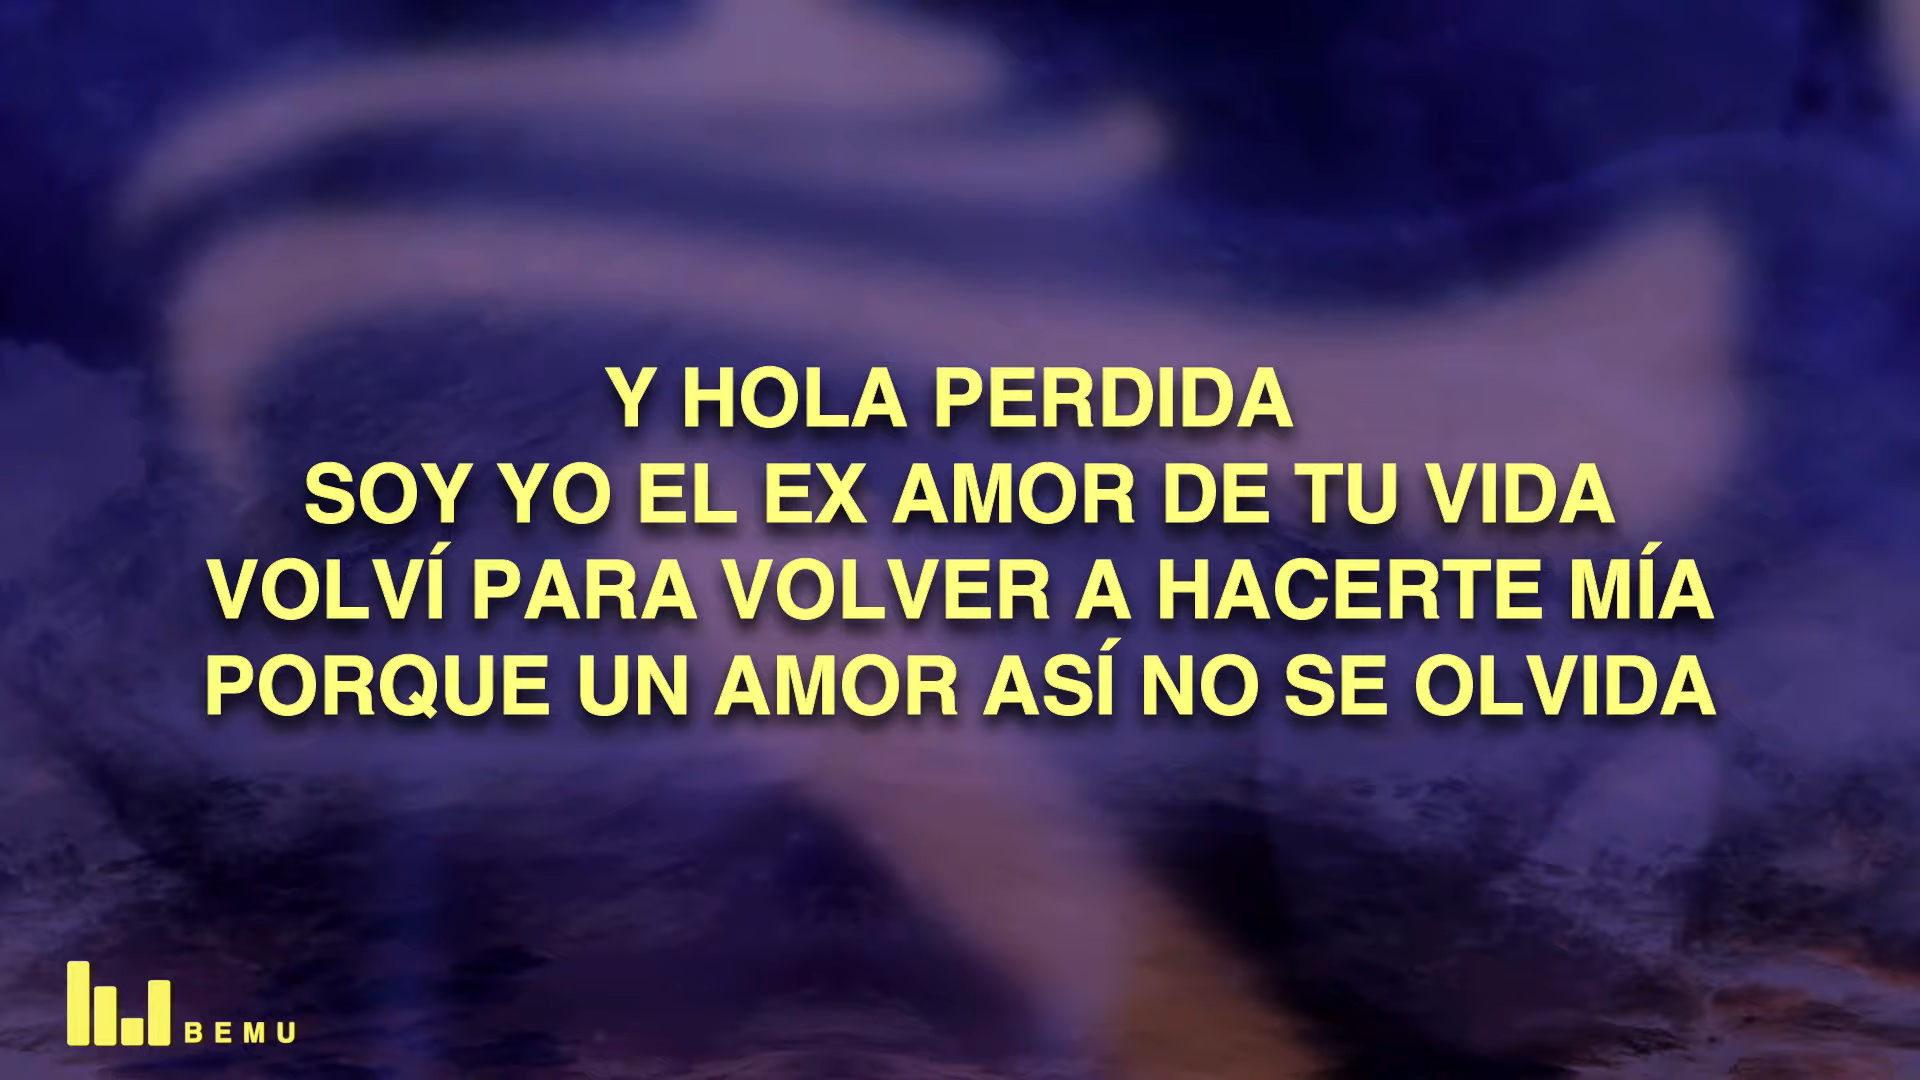 Y HOLA PERDIDA
SOY YO EL EX AMOR DE TU VIDA
VOLVÍ PARA VOLVER A HACERTE MÍA
PORQUE UN AMOR ASÍ NO SE OLVIDA
BEMU